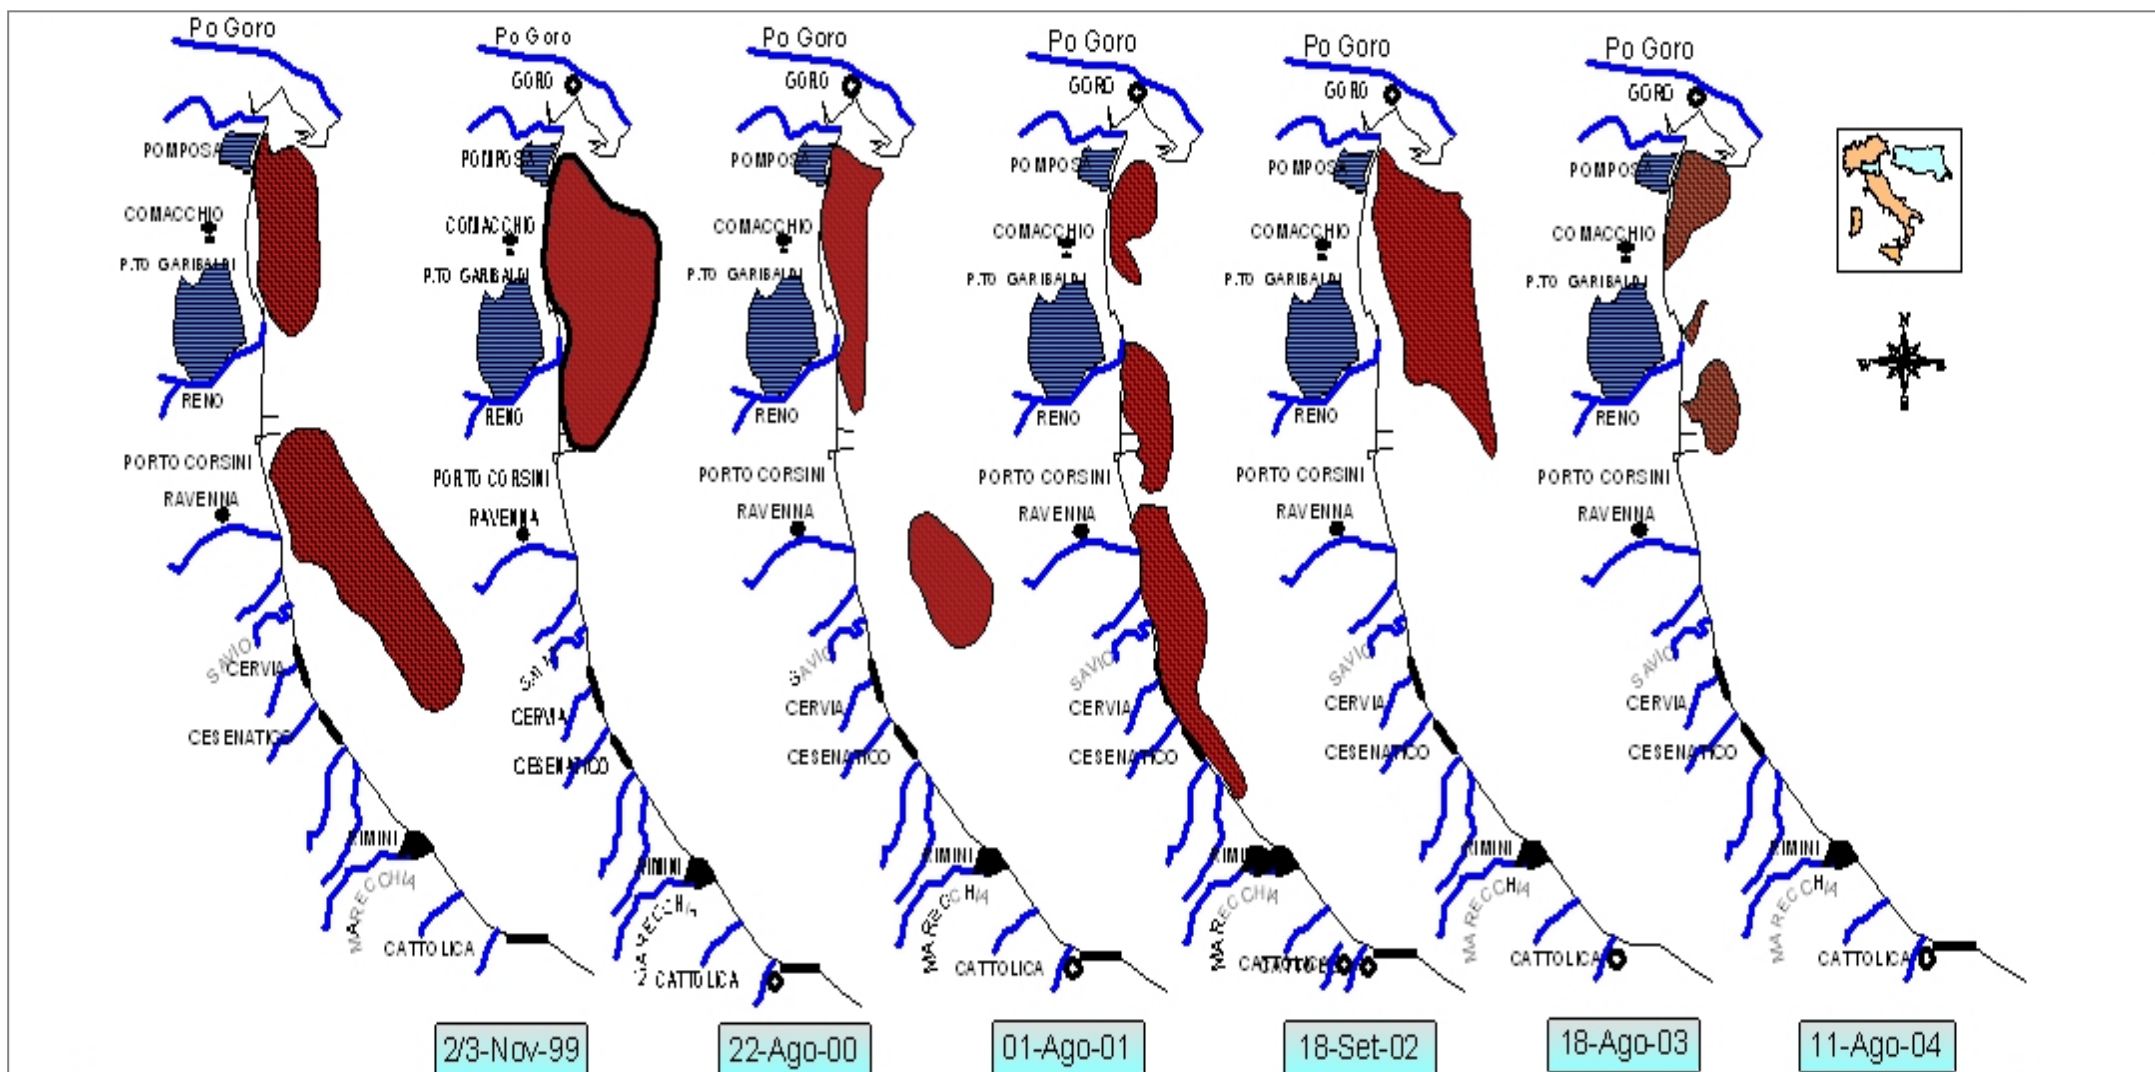 Po Goro
POMPOSA
COMACCHIO
P.TO GARIBALDI
RENO
PORTO CORSINI
RAVENNA
SAVIO
CERVIA
CESENATICO
RIMINI
MARECCHIA
CATTOLICA
2/3-Nov-99
Po Goro
GORO
POMPOSA
COMACCHIO
P.TO GARIBALDI
RENO
PORTO CORSINI
RAVENNA
CERVIA
CESENATICO
RIMINI
MARECCHIA
CATTOLICA
22-Ago-00
Po Goro
GORO
POMPOSA
COMACCHIO
P.TO GARIBALDI
RENO
PORTO CORSINI
RAVENNA
SAVIO
CERVIA
CESENATICO
RIMINI
MARECCHIA
CATTOLICA
01-Ago-01
Po Goro
GORO
POMPOSA
COMACCHIO
P.TO GARIBALDI
RENO
PORTO CORSINI
RAVENNA
SAVIO
CERVIA
CESENATICO
MARECCHIA
18-Set-02
Po Goro
GORO
POMPOSA
COMACCHIO
P.TO GARIBALDI
RENO
PORTO CORSINI
RAVENNA
SAVIO
CERVIA
CESENATICO
RIMINI
MARECCHIA
CATTOLICA
18-Ago-03
Po Goro
GORO
POMPOSA
COMACCHIO
P.TO GARIBALDI
RENO
PORTO CORSINI
RAVENNA
SAVIO
CERVIA
CESENATICO
RIMINI
MARECCHIA
CATTOLICA
11-Ago-04
N
W